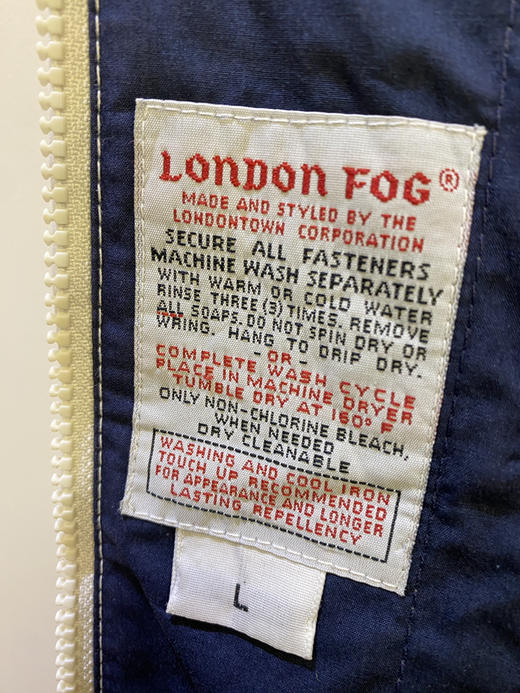 LONDON FOG®
MADE AND STYLED BY THE
LONDONTOWN CORPORATION
SECURE ALL FASTENERS
MACHINE WASH SEPARATELY
WITH WARM OR COLD WATER
RINSE THREE (3) TIMES. REMOVE
ALL SOAPS. DO NOT SPIN DRY OR
WRING. HANG TO DRIP DRY.
-OR-
COMPLETE WASH CYCLE
PLACE IN MACHINE DRYER
TUMBLE DRY AT 160° F
ONLY NON-CHLORINE BLEACH,
WHEN NEEDED
DRY CLEANABLE
WASHING AND COOL IRON
TOUCH UP RECOMMENDED
FOR APPEARANCE AND LONGER
LASTING REPELLENCY
L